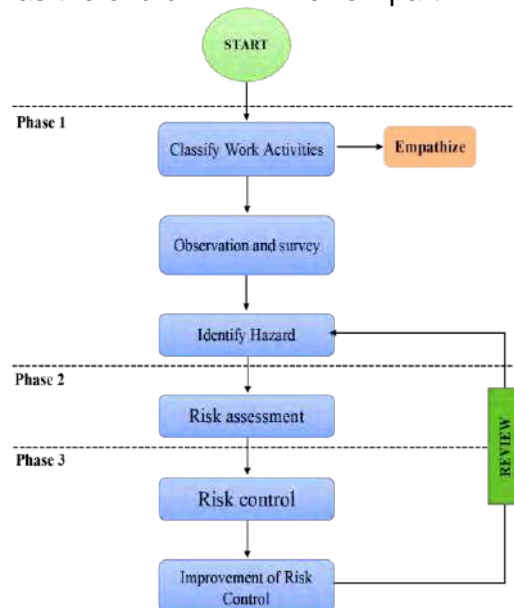 START
Phase 1
Classify Work Activities
Empathize
Observation and survey
Identify Hazard
Phase 2
Risk assessment
REVIEW
Phase 3
Risk control
Improvement of Risk
Control